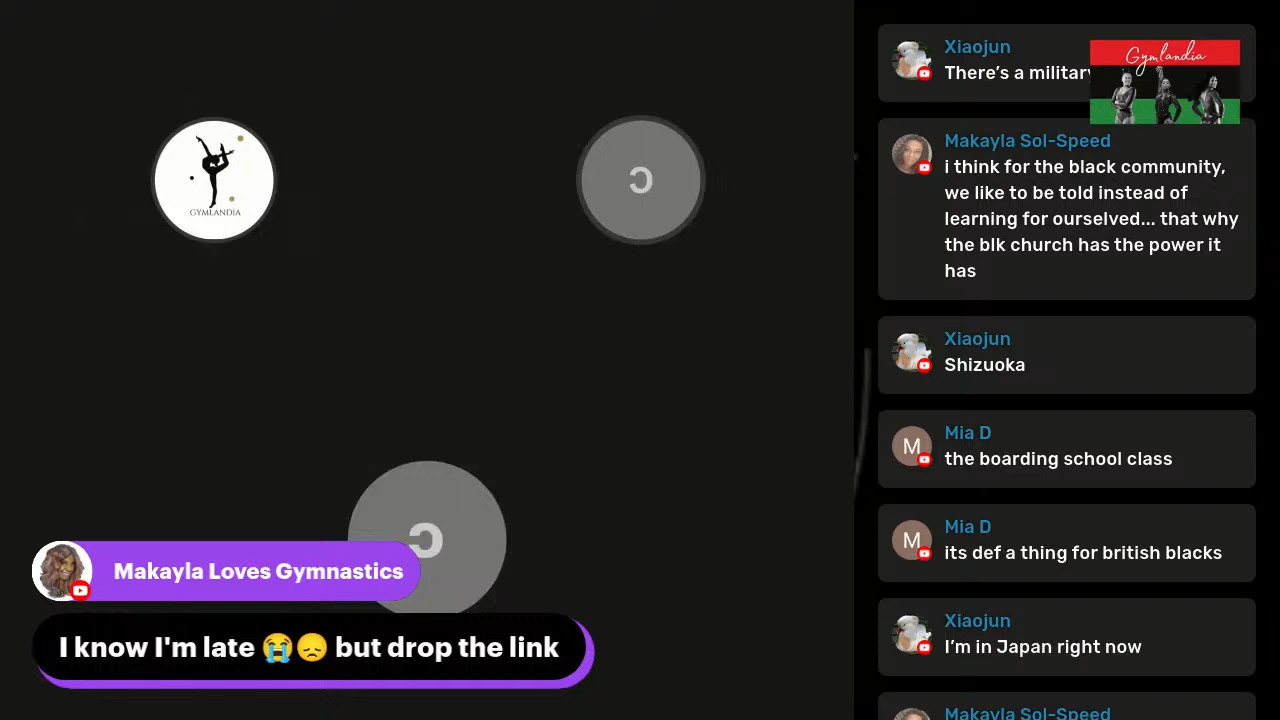 GYMLANDIA
C
C
Makayla Loves Gymnastics
I know I'm late 😭😞 but drop the link
Xiaojun
There's a military
Gymlandia
Makayla Sol-Speed
i think for the black community,
we like to be told instead of
learning for ourselved... that why
the blk church has the power it
has
Xiaojun
Shizuoka
M
Mia D
the boarding school class
M
Mia D
its def a thing for british blacks
Xiaojun
I'm in Japan right now
Makayla Sol-Speed